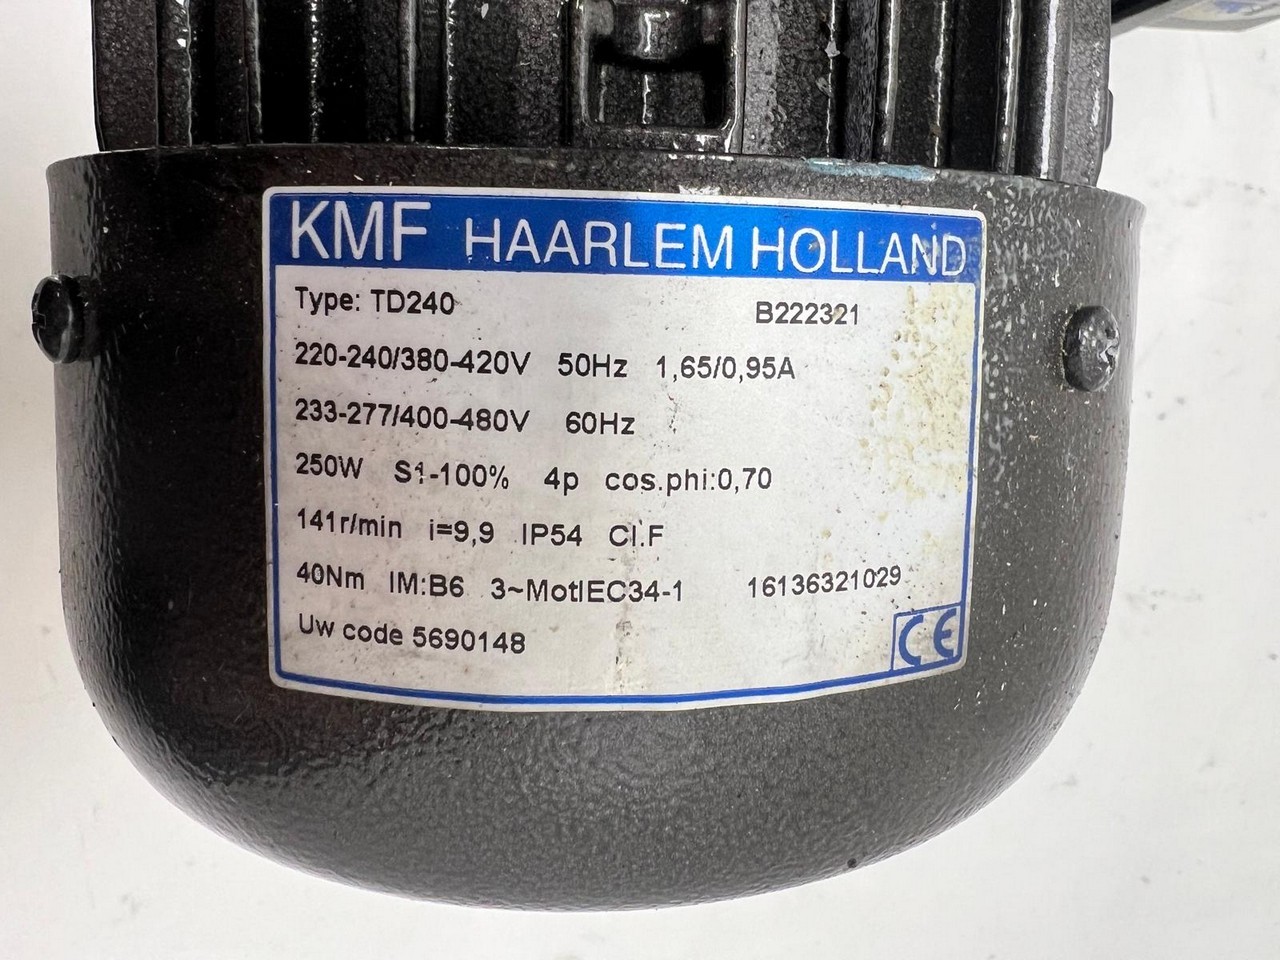 KMF HAARLEM HOLLAND
Type: TD240 B222321
220-240/380-420V 50Hz 1,65/0,95A
233-277/400-480V 60Hz
250W S1-100% 4p cos.phi:0,70
141r/min i=9,9 IP54 Cl.F
40Nm IM:B6 3~MotIEC34-1 16136321029
Uw code 5690148
CE